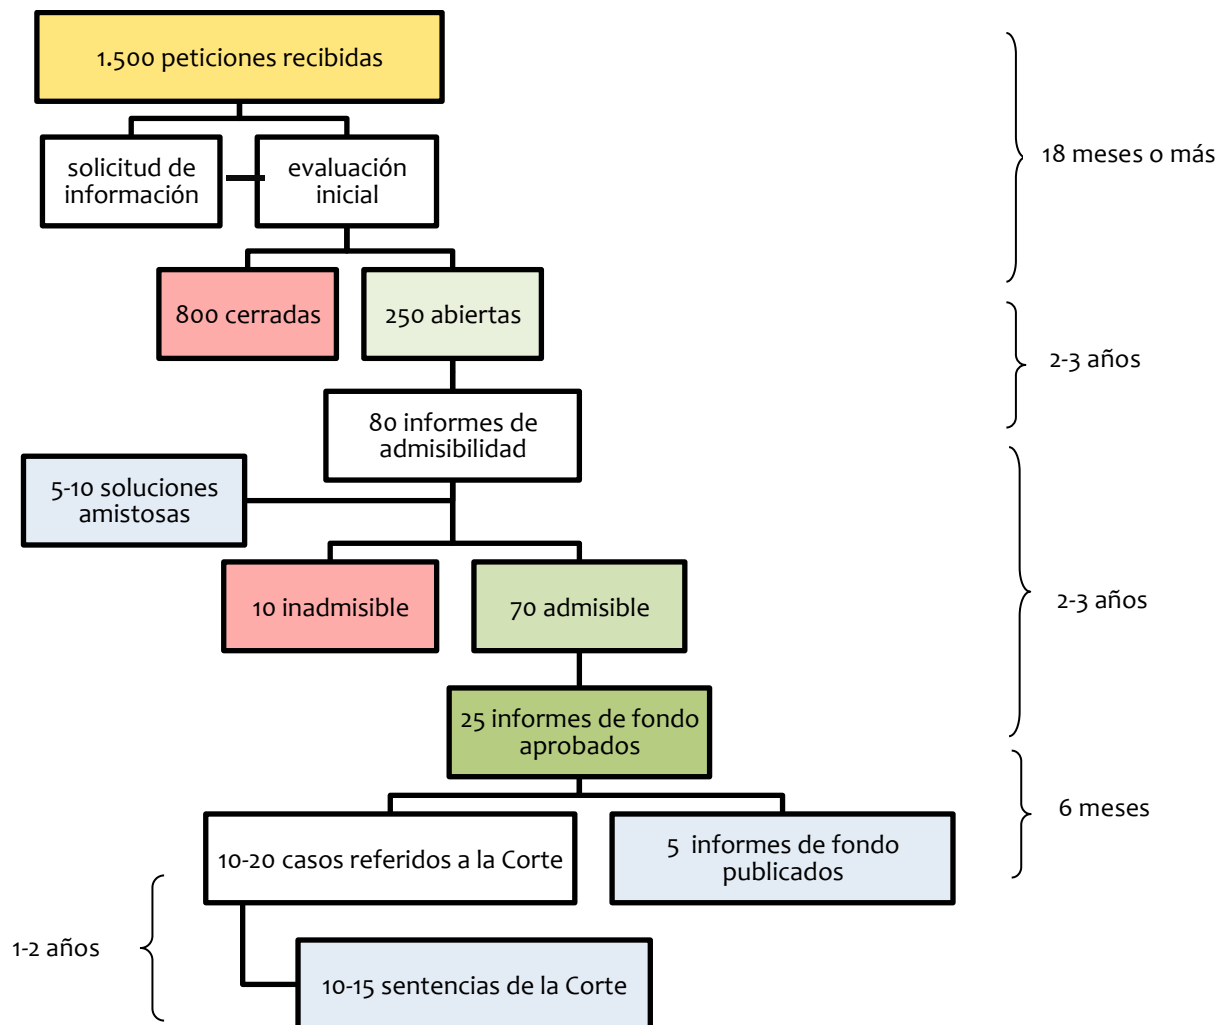 1.500 peticiones recibidas
solicitud de
información
evaluación
inicial
18 meses o más
800 cerradas
250 abiertas
2-3 años
80 informes de
admisibilidad
5-10 soluciones
amistosas
10 inadmisible
70 admisible
2-3 años
25 informes de fondo
aprobados
6 meses
10-20 casos referidos a la Corte
5 informes de fondo
publicados
1-2 años
10-15 sentencias de la Corte